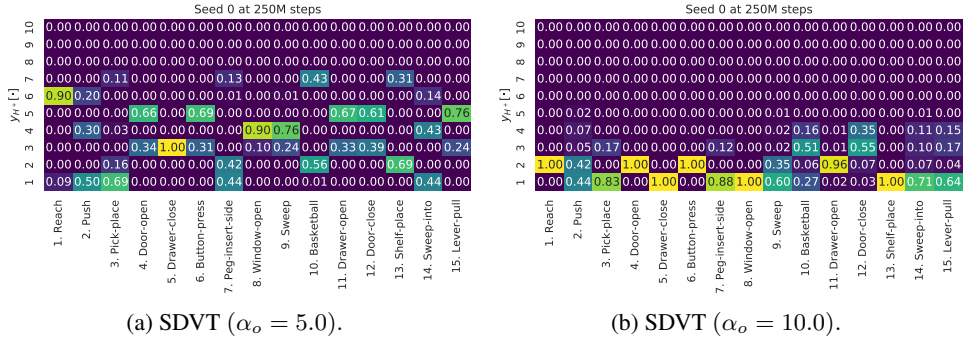 Seed 0 at 250M steps
y_{H^+}[·]
10 0.00 0.00 0.00 0.00 0.00 0.00 0.00 0.00 0.00 0.00 0.00 0.00 0.00 0.00 0.00
9 0.00 0.00 0.00 0.00 0.00 0.00 0.00 0.00 0.00 0.00 0.00 0.00 0.00 0.00 0.00
8 0.00 0.00 0.00 0.00 0.00 0.00 0.00 0.00 0.00 0.00 0.00 0.00 0.00 0.00 0.00
7 0.00 0.00 0.11 0.00 0.00 0.00 0.13 0.00 0.00 0.43 0.00 0.00 0.31 0.00 0.00
6 0.90 0.20 0.00 0.00 0.00 0.00 0.01 0.00 0.01 0.00 0.00 0.00 0.00 0.14 0.00
5 0.00 0.00 0.00 0.66 0.00 0.69 0.00 0.00 0.00 0.00 0.67 0.61 0.00 0.00 0.76
4 0.00 0.30 0.03 0.00 0.00 0.00 0.00 0.90 0.76 0.00 0.00 0.00 0.00 0.43 0.00
3 0.00 0.00 0.00 0.34 1.00 0.31 0.00 0.10 0.24 0.00 0.33 0.39 0.00 0.00 0.24
2 0.00 0.00 0.16 0.00 0.00 0.00 0.42 0.00 0.00 0.56 0.00 0.00 0.69 0.00 0.00
1 0.09 0.50 0.69 0.00 0.00 0.00 0.44 0.00 0.00 0.01 0.00 0.00 0.00 0.44 0.00
1. Reach
2. Push
3. Pick-place
4. Door-open
5. Drawer-close
6. Button-press
7. Peg-insert-side
8. Window-open
9. Sweep
10. Basketball
11. Drawer-open
12. Door-close
13. Shelf-place
14. Sweep-into
15. Lever-pull
(a) SDVT (α_o = 5.0).
Seed 0 at 250M steps
y_{H^+}[·]
10 0.00 0.00 0.00 0.00 0.00 0.00 0.00 0.00 0.00 0.00 0.00 0.00 0.00 0.00 0.00
9 0.00 0.00 0.00 0.00 0.00 0.00 0.00 0.00 0.00 0.00 0.00 0.00 0.00 0.00 0.00
8 0.00 0.00 0.00 0.00 0.00 0.00 0.00 0.00 0.00 0.00 0.00 0.00 0.00 0.00 0.00
7 0.00 0.00 0.00 0.00 0.00 0.00 0.00 0.00 0.00 0.00 0.00 0.00 0.00 0.00 0.00
6 0.00 0.00 0.00 0.00 0.00 0.00 0.00 0.00 0.00 0.00 0.00 0.00 0.00 0.00 0.00
5 0.00 0.02 0.00 0.00 0.00 0.00 0.00 0.00 0.01 0.00 0.00 0.00 0.00 0.01 0.00
4 0.00 0.07 0.00 0.00 0.00 0.00 0.00 0.00 0.02 0.16 0.00 0.35 0.00 0.11 0.15
3 0.00 0.05 0.17 0.00 0.00 0.00 0.12 0.00 0.02 0.51 0.00 0.55 0.00 0.10 0.17
2 1.00 0.42 0.00 1.00 0.00 1.00 0.00 0.00 0.35 0.06 0.96 0.07 0.00 0.07 0.04
1 0.00 0.44 0.83 0.00 1.00 0.00 0.88 1.00 0.60 0.27 0.02 0.03 1.00 0.71 0.64
1. Reach
2. Push
3. Pick-place
4. Door-open
5. Drawer-close
6. Button-press
7. Peg-insert-side
8. Window-open
9. Sweep
10. Basketball
11. Drawer-open
12. Door-close
13. Shelf-place
14. Sweep-into
15. Lever-pull
(b) SDVT (α_o = 10.0).